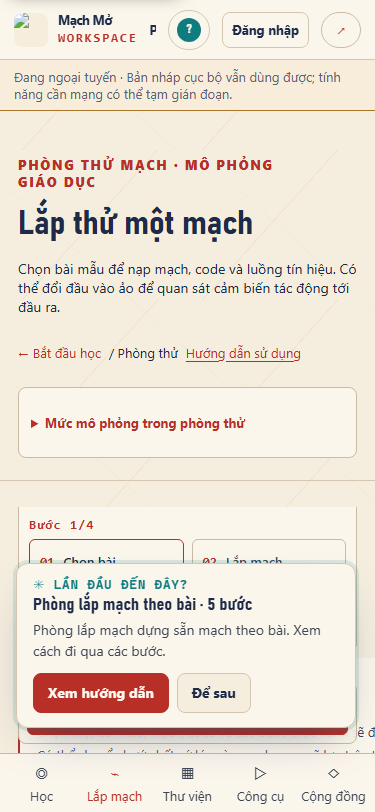 Mạch Mở
WORKSPACE
?
Đăng nhập
Đang ngoại tuyến · Bản nháp cục bộ vẫn dùng được; tính
năng cần mạng có thể tạm gián đoạn.
PHÒNG THỬ MẠCH · MÔ PHỎNG
GIÁO DỤC
Lắp thử một mạch
Chọn bài mẫu để nạp mạch, code và luồng tín hiệu. Có
thể đổi đầu vào ảo để quan sát cảm biến tác động tới
đầu ra.
← Bắt đầu học / Phòng thử Hướng dẫn sử dụng
▶ Mức mô phỏng trong phòng thử
Bước 1/4
01 Chọn bài
02 Lắp mạch
✳ LẦN ĐẦU ĐẾN ĐÂY?
Phòng lắp mạch theo bài · 5 bước
Phòng lắp mạch dựng sẵn mạch theo bài. Xem
cách đi qua các bước.
Xem hướng dẫn
Để sau
Học
Lắp mạch
Thư viện
Công cụ
Cộng đồng